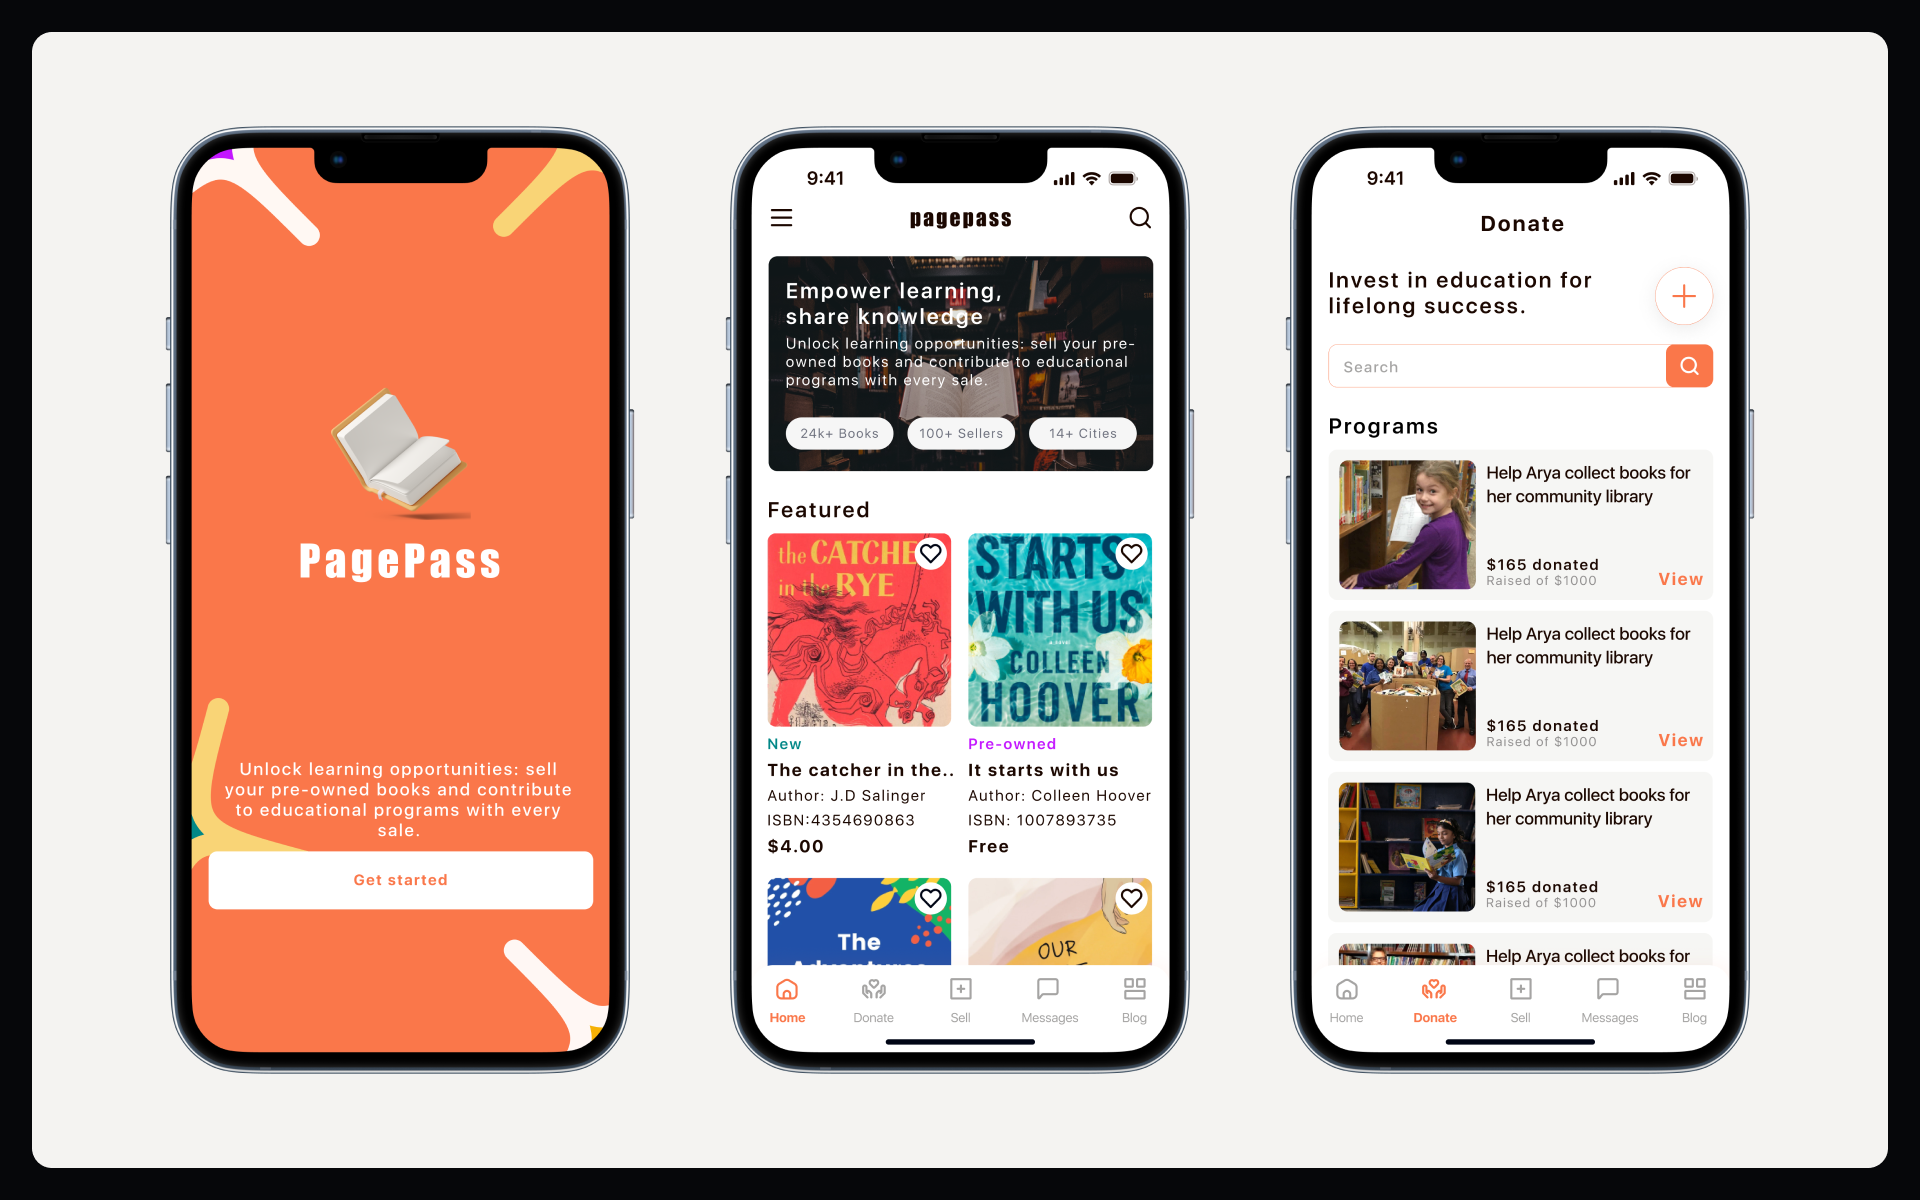 PagePass
Unlock learning opportunities: sell
your pre-owned books and contribute
to educational programs with every
sale.
Get started
9:41
pagepass
Empower learning,
share knowledge
Unlock learning opportunities: sell your pre-
owned books and contribute to educational
programs with every sale.
24k+ Books
100+ Sellers
14+ Cities
Featured
the CATCHE
in the RYE
STARTS
WITH US
COLLEEN
HOOVER
New
Pre-owned
The catcher in the..
It starts with us
Author: J.D Salinger
Author: Colleen Hoover
ISBN:4354690863
ISBN: 1007893735
$4.00
Free
The
Adventures
OUR
Home
Donate
Sell
Messages
Blog
9:41
Donate
Invest in education for
lifelong success.
Search
Programs
Help Arya collect books for
her community library
$165 donated
Raised of $1000
View
Help Arya collect books for
her community library
$165 donated
Raised of $1000
View
Help Arya collect books for
her community library
$165 donated
Raised of $1000
View
Help Arya collect books for
Home
Donate
Sell
Messages
Blog